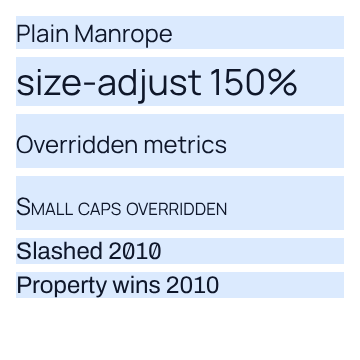 Plain Manrope
size-adjust 150%
Overridden metrics
Small caps overridden
Slashed 2010
Property wins 2010